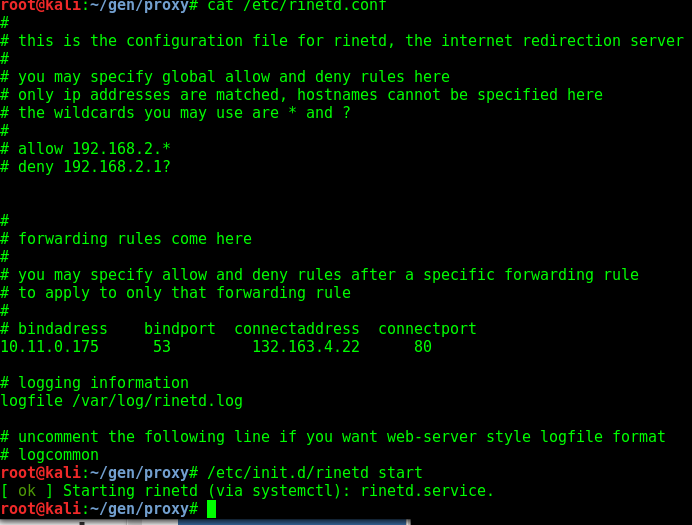 root@kali:~/gen/proxy# cat /etc/rinetd.conf
#
# this is the configuration file for rinetd, the internet redirection server
#
# you may specify global allow and deny rules here
# only ip addresses are matched, hostnames cannot be specified here
# the wildcards you may use are * and ?
#
# allow 192.168.2.*
# deny 192.168.2.1?
#
# forwarding rules come here
#
# you may specify allow and deny rules after a specific forwarding rule
# to apply to only that forwarding rule
#
# bindadress    bindport  connectaddress  connectport
10.11.0.175      53         132.163.4.22      80
# logging information
logfile /var/log/rinetd.log
# uncomment the following line if you want web-server style logfile format
# logcommon
root@kali:~/gen/proxy# /etc/init.d/rinetd start
[ ok ] Starting rinetd (via systemctl): rinetd.service.
root@kali:~/gen/proxy#